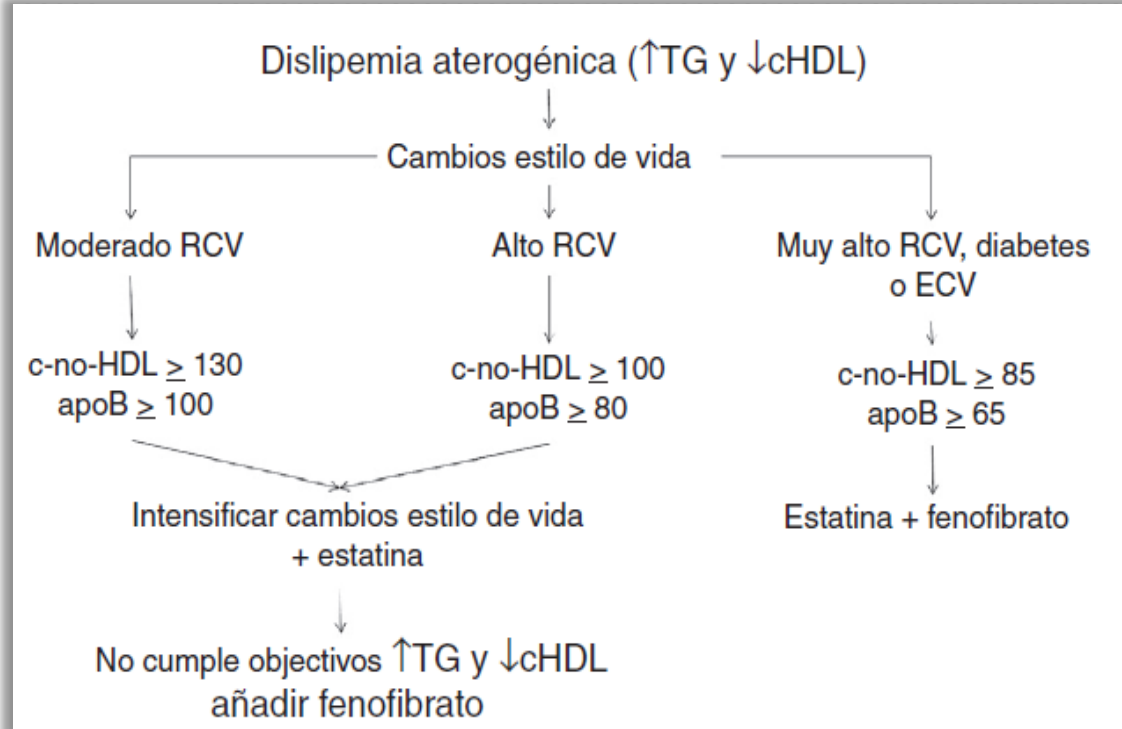 Dislipemia aterogénica (↑TG y ↓cHDL)
Cambios estilo de vida
Moderado RCV
Alto RCV
Muy alto RCV, diabetes
o ECV
c-no-HDL ≥ 130
apoB ≥ 100
c-no-HDL ≥ 100
apoB ≥ 80
c-no-HDL ≥ 85
apoB ≥ 65
Intensificar cambios estilo de vida
+ estatina
Estatina + fenofibrato
No cumple objectivos ↑TG y ↓cHDL
añadir fenofibrato